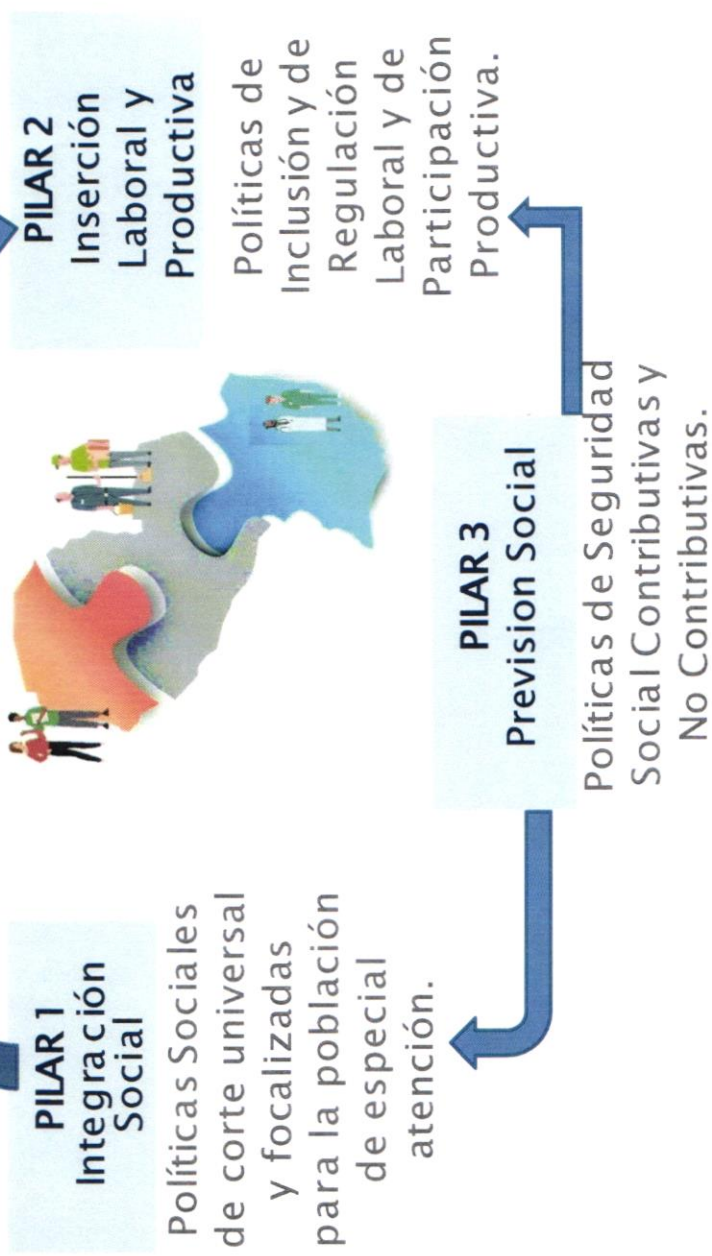 PILAR 1
Integración
Social
Políticas Sociales
de corte universal
y focalizadas
para la población
de especial
atención.
PILAR 2
Inserción
Laboral y
Productiva
Políticas de
Inclusión y de
Regulación
Laboral y de
Participación
Productiva.
PILAR 3
Prevision Social
Políticas de Seguridad
Social Contributivas y
No Contributivas.